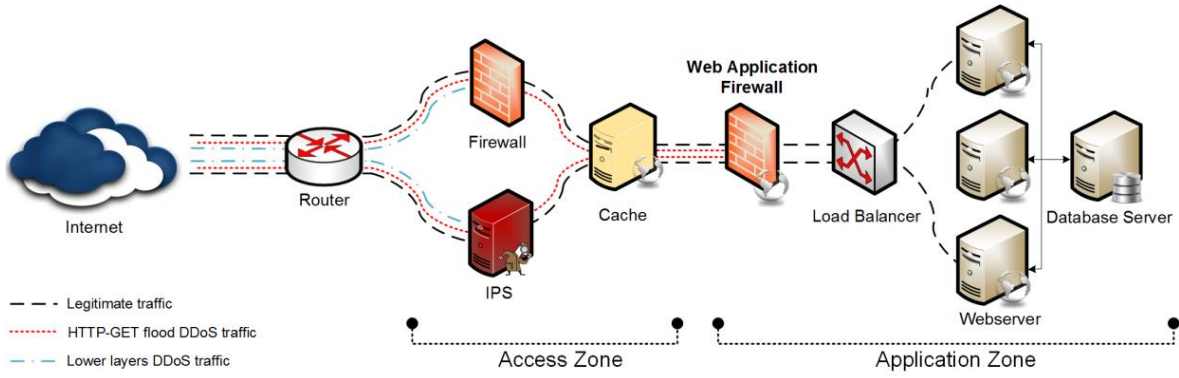 Internet
Router
Firewall
IPS
Cache
Web Application
Firewall
Load Balancer
Webserver
Database Server
Legitimate traffic
HTTP-GET flood DDoS traffic
Lower layers DDoS traffic
Access Zone
Application Zone